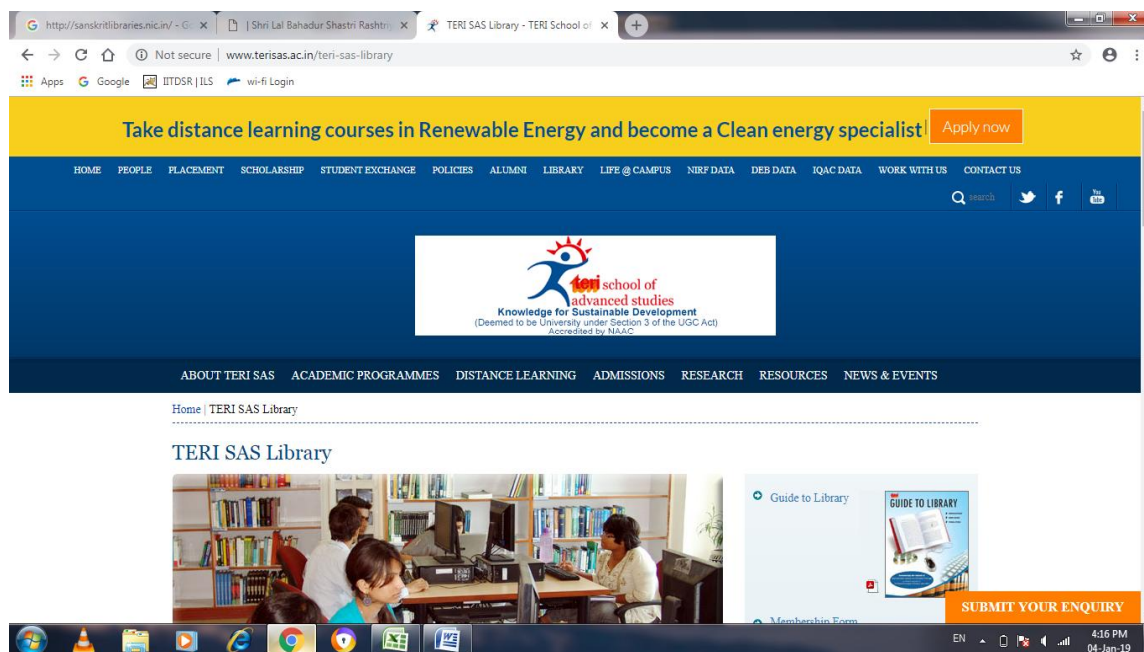 http://sanskritlibraries.nic.in/ - Go
| Shri Lal Bahadur Shastri Rashtri
TERI SAS Library - TERI School of
Not secure | www.terisas.ac.in/teri-sas-library
Apps Google IITDSR | ILS wi-fi Login
Take distance learning courses in Renewable Energy and become a Clean energy specialist| Apply now
HOME PEOPLE PLACEMENT SCHOLARSHIP STUDENT EXCHANGE POLICIES ALUMNI LIBRARY LIFE @ CAMPUS NIRF DATA DEB DATA IQAC DATA WORK WITH US CONTACT US
search You Tube
teri school of
advanced studies
Knowledge for Sustainable Development
(Deemed to be University under Section 3 of the UGC Act)
Accredited by NAAC
ABOUT TERI SAS ACADEMIC PROGRAMMES DISTANCE LEARNING ADMISSIONS RESEARCH RESOURCES NEWS & EVENTS
Home | TERI SAS Library
TERI SAS Library
Guide to Library
GUIDE TO LIBRARY
Membership Form
SUBMIT YOUR ENQUIRY
EN 4:16 PM
04-Jan-19